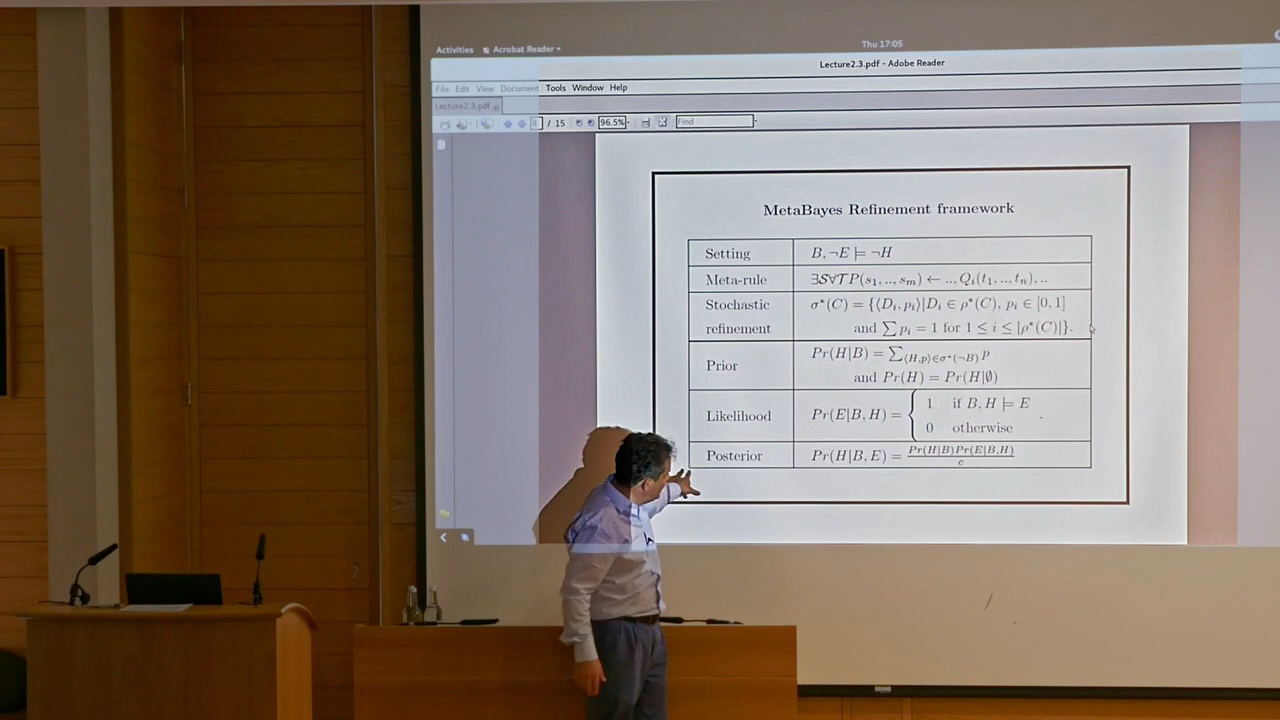 Activities Acrobat Reader Thu 17:05
Lecture2.3.pdf - Adobe Reader
File Edit View Document Tools Window Help
Lecture2.3.pdf
/ 15 96.5% Find
MetaBayes Refinement framework
Setting B, ¬E ⊨ ¬H
Meta-rule ∃𝒮∀𝒯 P(s₁, .., sₘ) ← .., Qᵢ(t₁, .., tₙ), ..
Stochastic σ*(C) = {⟨Dᵢ, pᵢ⟩|Dᵢ ∈ ρ*(C), pᵢ ∈ [0, 1]
refinement and ∑ pᵢ = 1 for 1 ≤ i ≤ |ρ*(C)|}.
Prior Pr(H|B) = ∑⟨H,p⟩∈σ*(¬B) p
and Pr(H) = Pr(H|∅)
Likelihood Pr(E|B, H) = { 1 if B, H ⊨ E
0 otherwise .
Posterior Pr(H|B, E) = Pr(H|B)Pr(E|B,H) / c